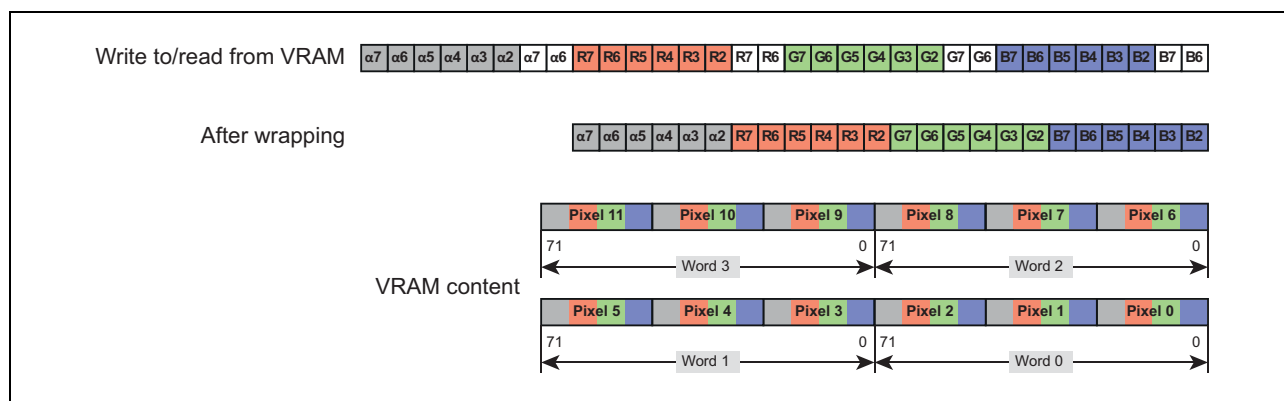 Write to/read from VRAM α7 α6 α5 α4 α3 α2 α7 α6 R7 R6 R5 R4 R3 R2 R7 R6 G7 G6 G5 G4 G3 G2 G7 G6 B7 B6 B5 B4 B3 B2 B7 B6
After wrapping α7 α6 α5 α4 α3 α2 R7 R6 R5 R4 R3 R2 G7 G6 G5 G4 G3 G2 B7 B6 B5 B4 B3 B2
Pixel 11 Pixel 10 Pixel 9 Pixel 8 Pixel 7 Pixel 6
71 0 71 0
Word 3 Word 2
VRAM content
Pixel 5 Pixel 4 Pixel 3 Pixel 2 Pixel 1 Pixel 0
71 0 71 0
Word 1 Word 0